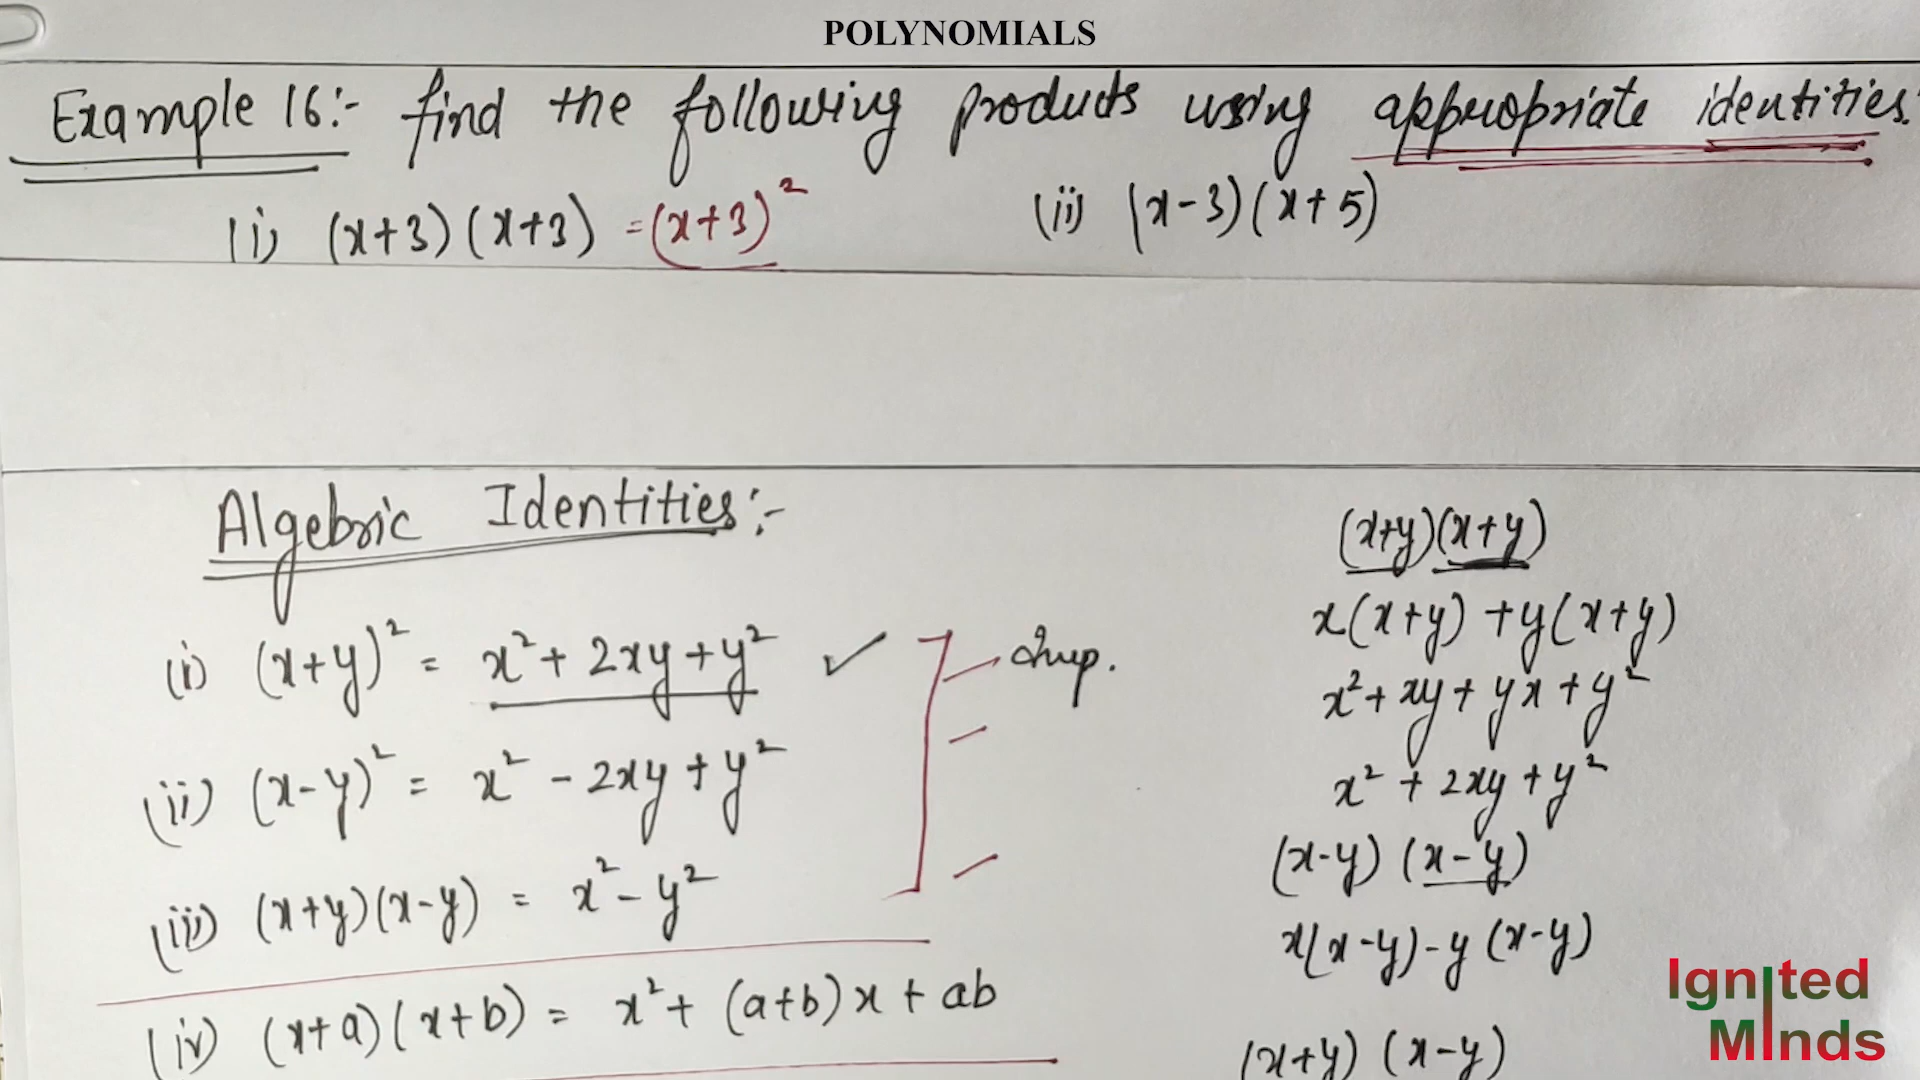 POLYNOMIALS
Example 16:- find the following products using appropriate identities.
(i) (x+3)(x+3) = (x+3)² (ii) (x-3)(x+5)
Algebric Identities:-
(i) (x+y)² = x² + 2xy + y² ✓ Imp.
(ii) (x-y)² = x² - 2xy + y²
(iii) (x+y)(x-y) = x² - y²
(iv) (x+a)(x+b) = x² + (a+b)x + ab
(x+y)(x+y)
x(x+y) + y(x+y)
x² + xy + yx + y²
x² + 2xy + y²
(x-y) (x-y)
x(x-y) - y(x-y)
(x+y) (x-y)
Ignited
Minds